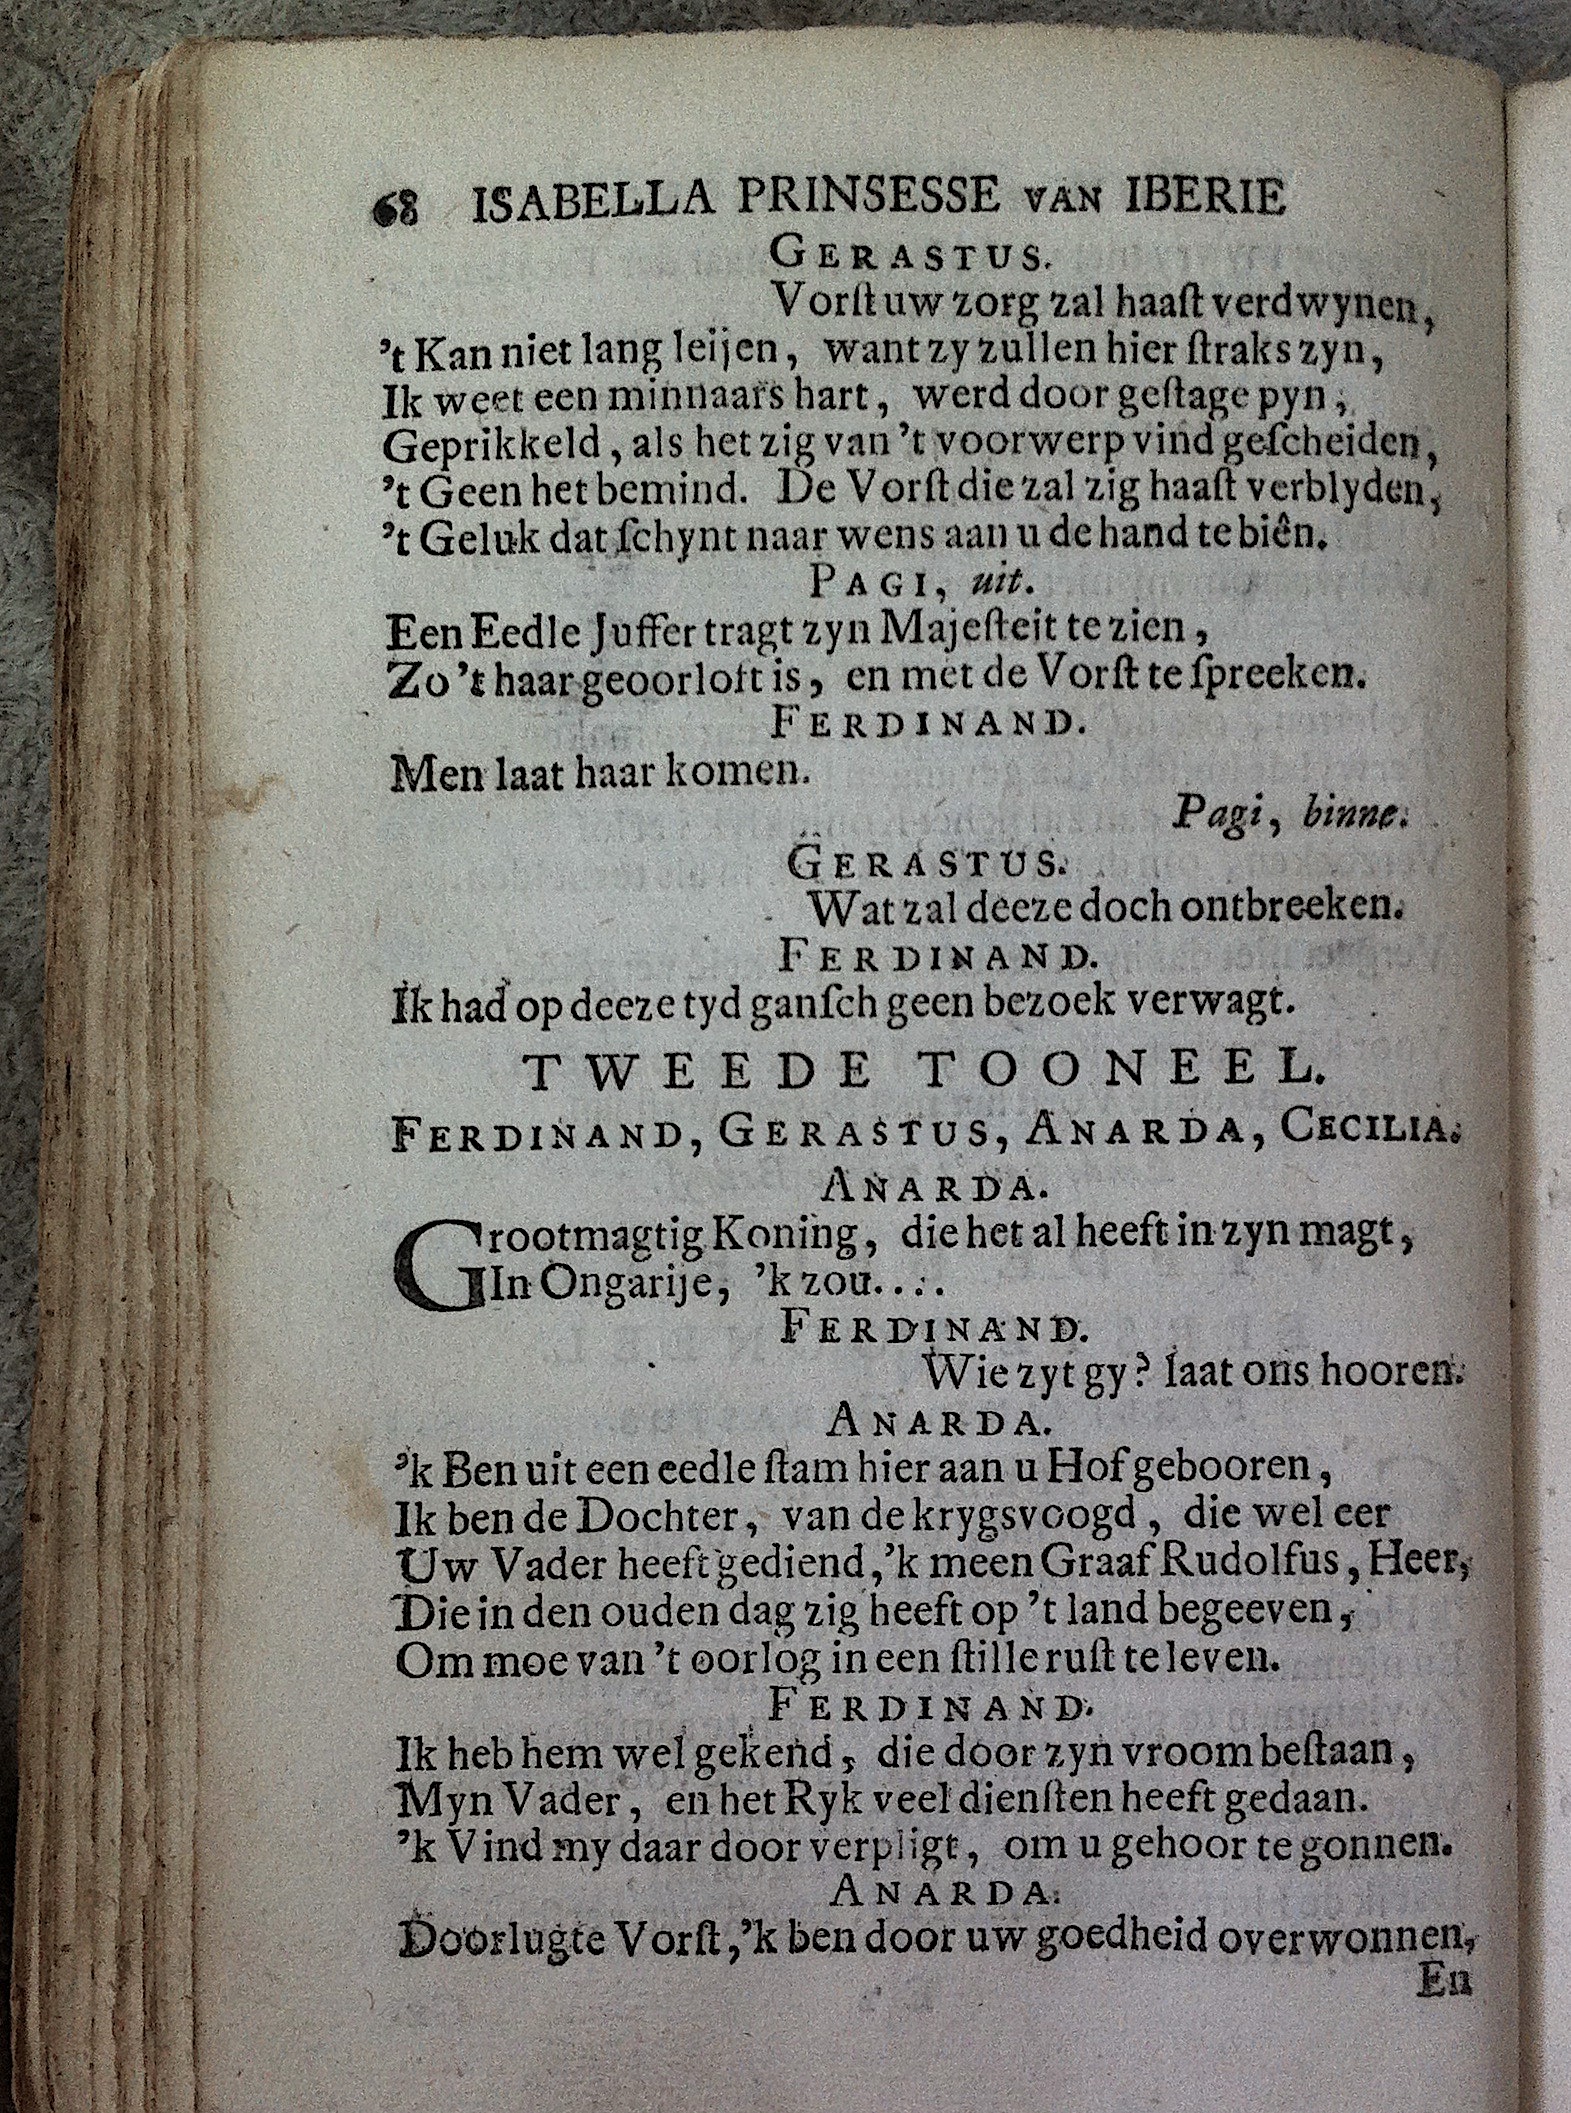 68 ISABELLA PRINSESSE VAN IBERIE
GERASTUS.
Vorſt uw zorg zal haaſt verdwynen,
't Kan niet lang leijen, want zy zullen hier ſtraks zyn,
Ik weet een minnaars hart, werd door geſtage pyn,
Geprikkeld, als het zig van 't voorwerp vind geſcheiden,
't Geen het bemind. De Vorſt die zal zig haaſt verblyden,
't Geluk dat ſchynt naar wens aan u de hand te biên.
PAGI, uit.
Een Eedle Juffer tragt zyn Majeſteit te zien,
Zo 't haar geoorloft is, en met de Vorſt te ſpreeken.
FERDINAND.
Men laat haar komen.
Pagi, binne.
GERASTUS.
Wat zal deeze doch ontbreeken.
FERDINAND.
Ik had op deeze tyd ganſch geen bezoek verwagt.
TWEEDE TOONEEL.
FERDINAND, GERASTUS, ANARDA, CECILIA.
ANARDA.
Grootmagtig Koning, die het al heeft in zyn magt,
In Ongarije, 'k zou....
FERDINAND.
Wie zyt gy? laat ons hooren.
ANARDA.
'k Ben uit een eedle ſtam hier aan u Hof gebooren,
Ik ben de Dochter, van de krygsvoogd, die wel eer
Uw Vader heeft gediend, 'k meen Graaf Rudolfus, Heer,
Die in den ouden dag zig heeft op 't land begeeven,
Om moe van 't oorlog in een ſtille ruſt te leven.
FERDINAND.
Ik heb hem wel gekend, die door zyn vroom beſtaan,
Myn Vader, en het Ryk veel dienſten heeft gedaan.
'k Vind my daar door verpligt, om u gehoor te gonnen.
ANARDA.
Doorlugte Vorſt, 'k ben door uw goedheid overwonnen,
En